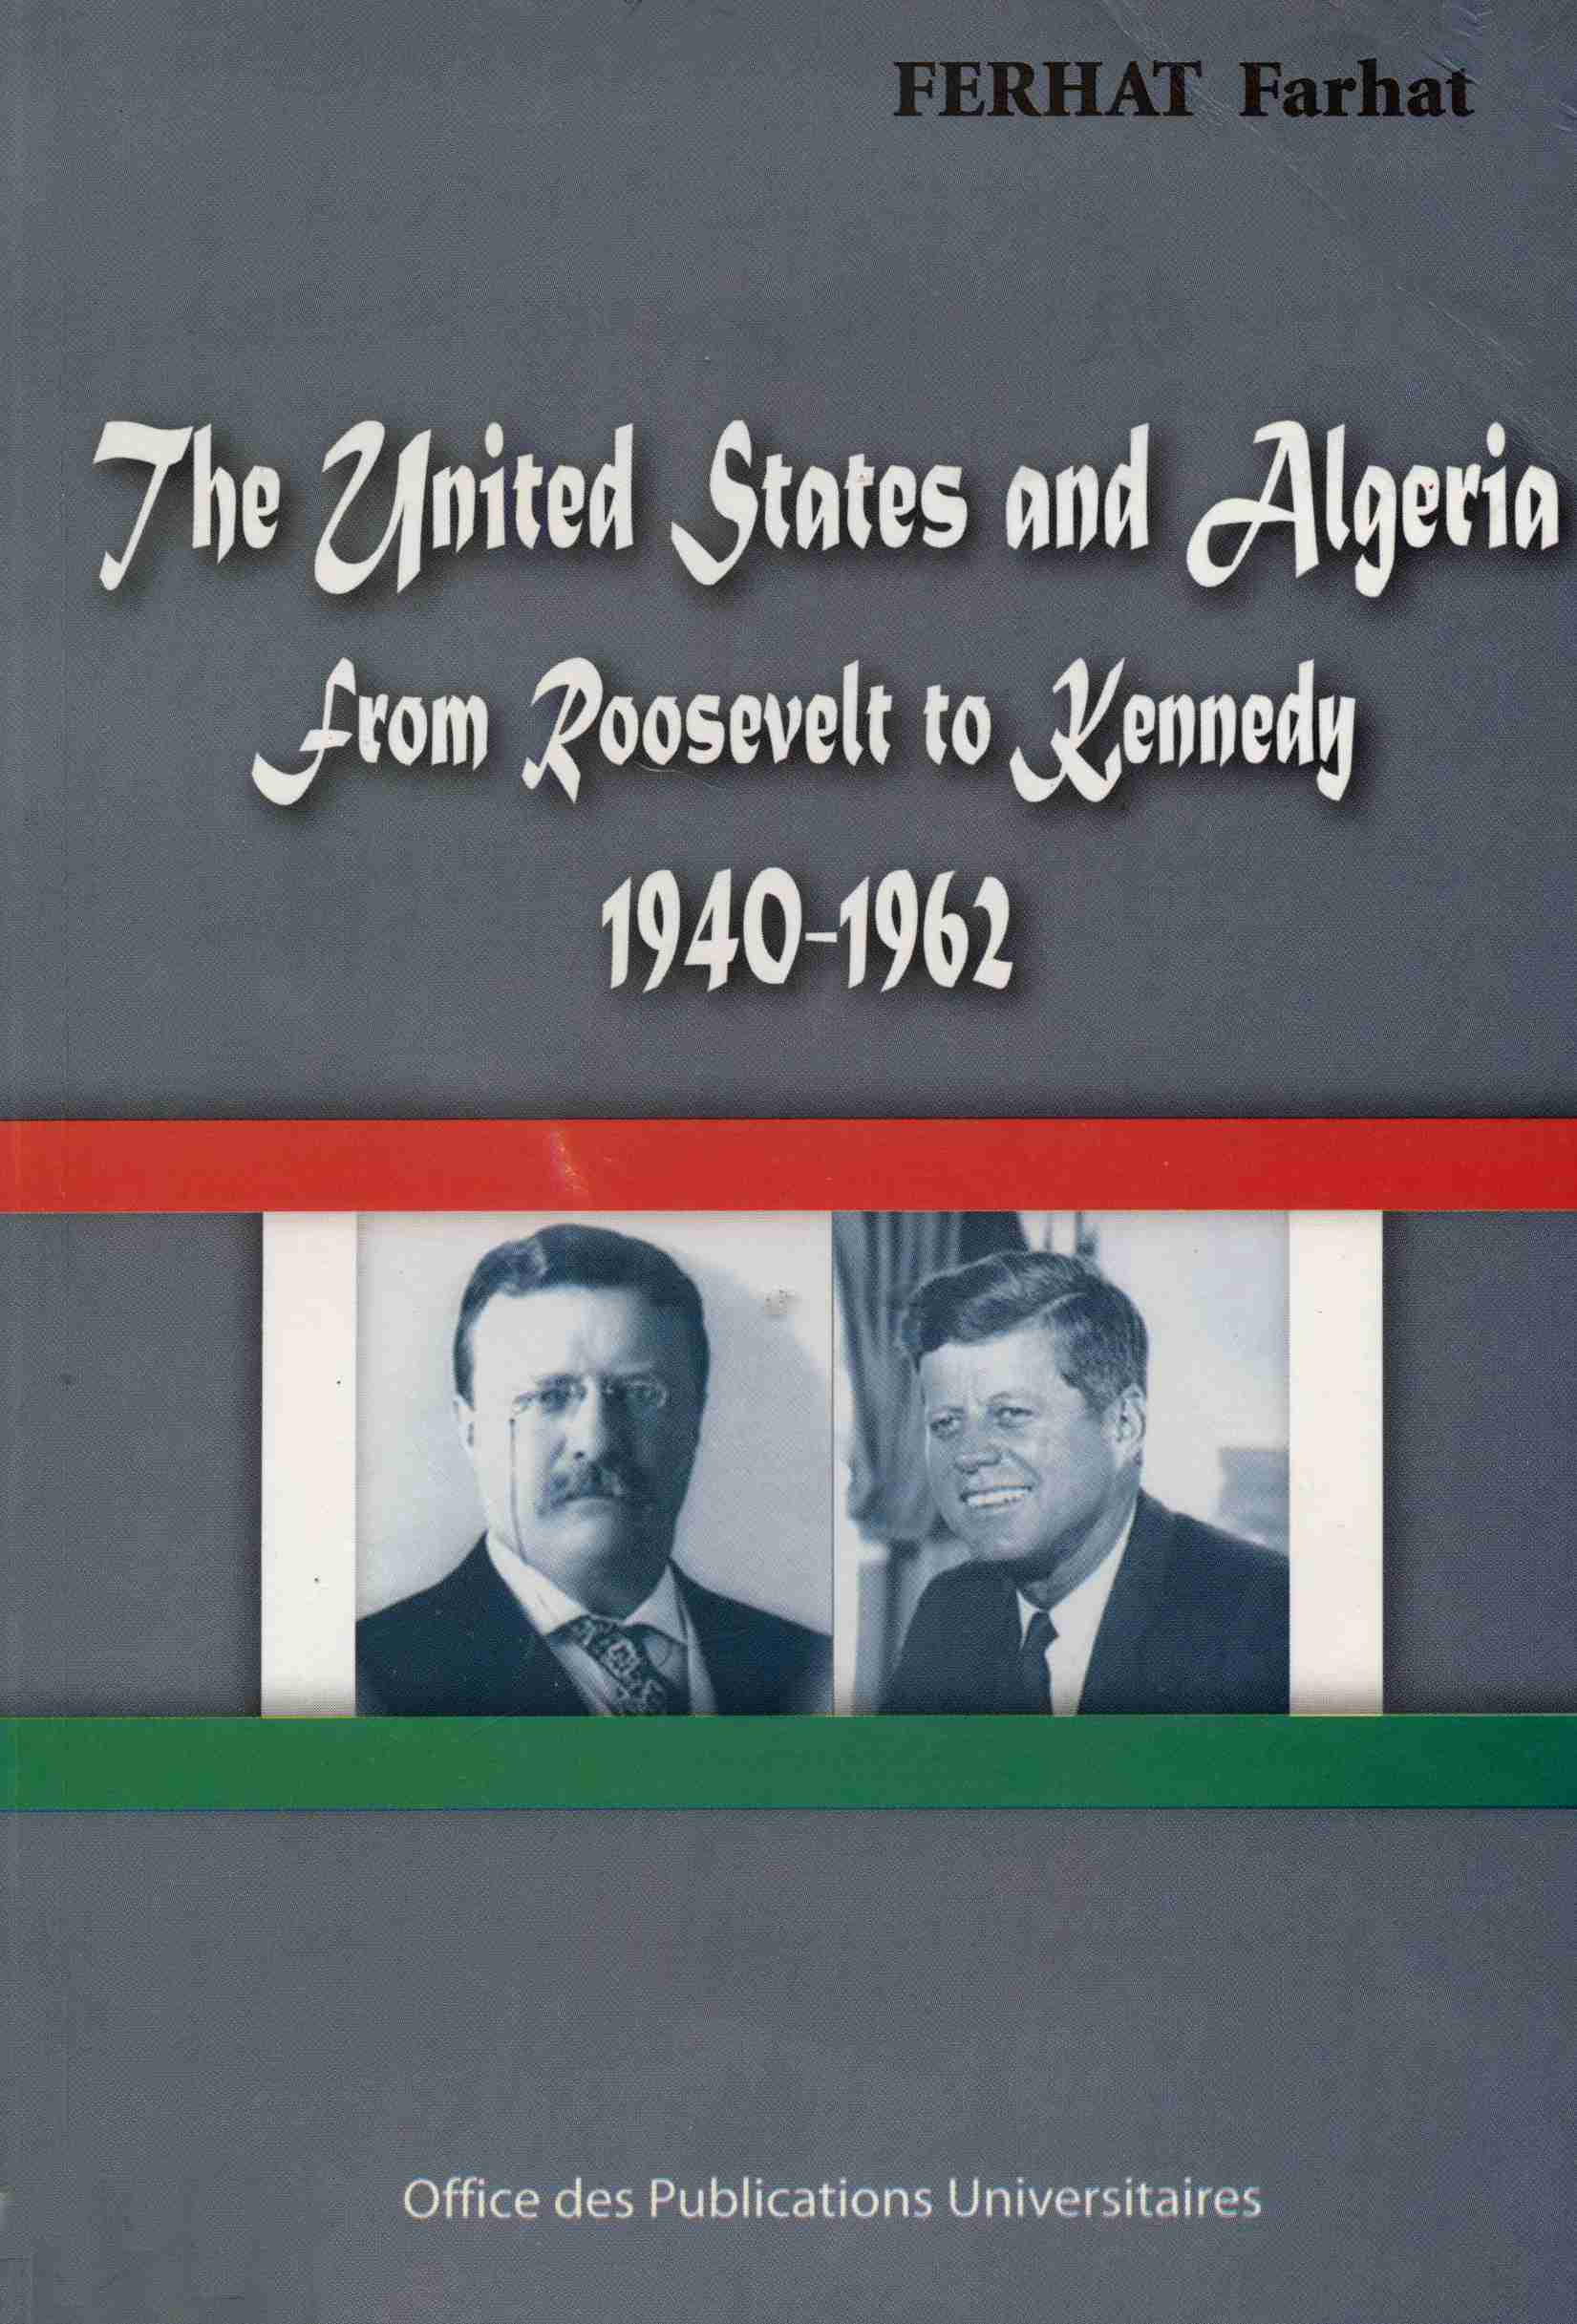 FERHAT Farhat
The United States and Algeria
From Roosevelt to Kennedy
1940-1962
Office des Publications Universitaires